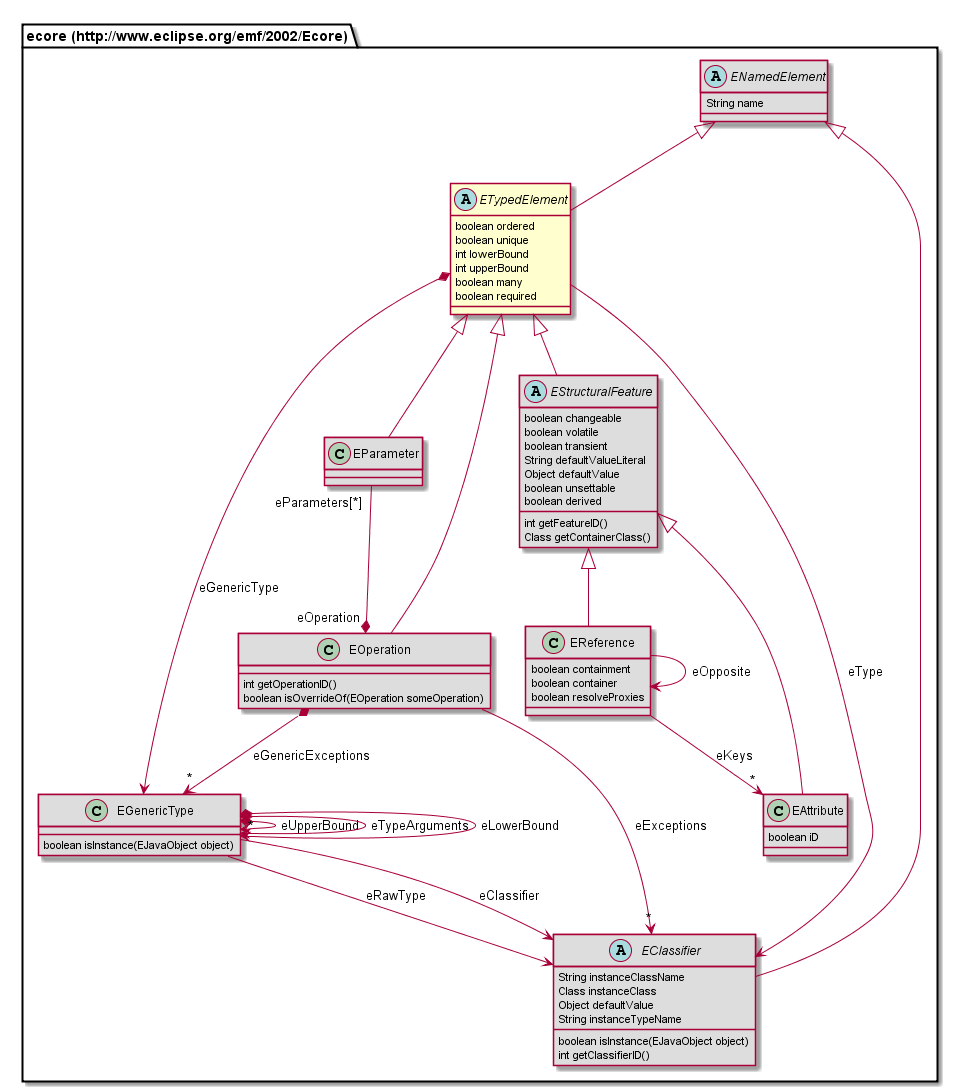 ecore (http://www.eclipse.org/emf/2002/Ecore)
A ENamedElement
String name
A ETypedElement
boolean ordered
boolean unique
int lowerBound
int upperBound
boolean many
boolean required
A EStructuralFeature
boolean changeable
boolean volatile
boolean transient
String defaultValueLiteral
Object defaultValue
boolean unsettable
boolean derived
int getFeatureID()
Class getContainerClass()
C EParameter
eParameters[*]
eGenericType
eOperation
C EOperation
int getOperationID()
boolean isOverrideOf(EOperation someOperation)
C EReference
boolean containment
boolean container
boolean resolveProxies
eOpposite
eType
eGenericExceptions
*
eKeys
*
C EGenericType
boolean isInstance(EJavaObject object)
*
eUpperBound
eTypeArguments
eLowerBound
eExceptions
*
C EAttribute
boolean iD
eRawType
eClassifier
A EClassifier
String instanceClassName
Class instanceClass
Object defaultValue
String instanceTypeName
boolean isInstance(EJavaObject object)
int getClassifierID()